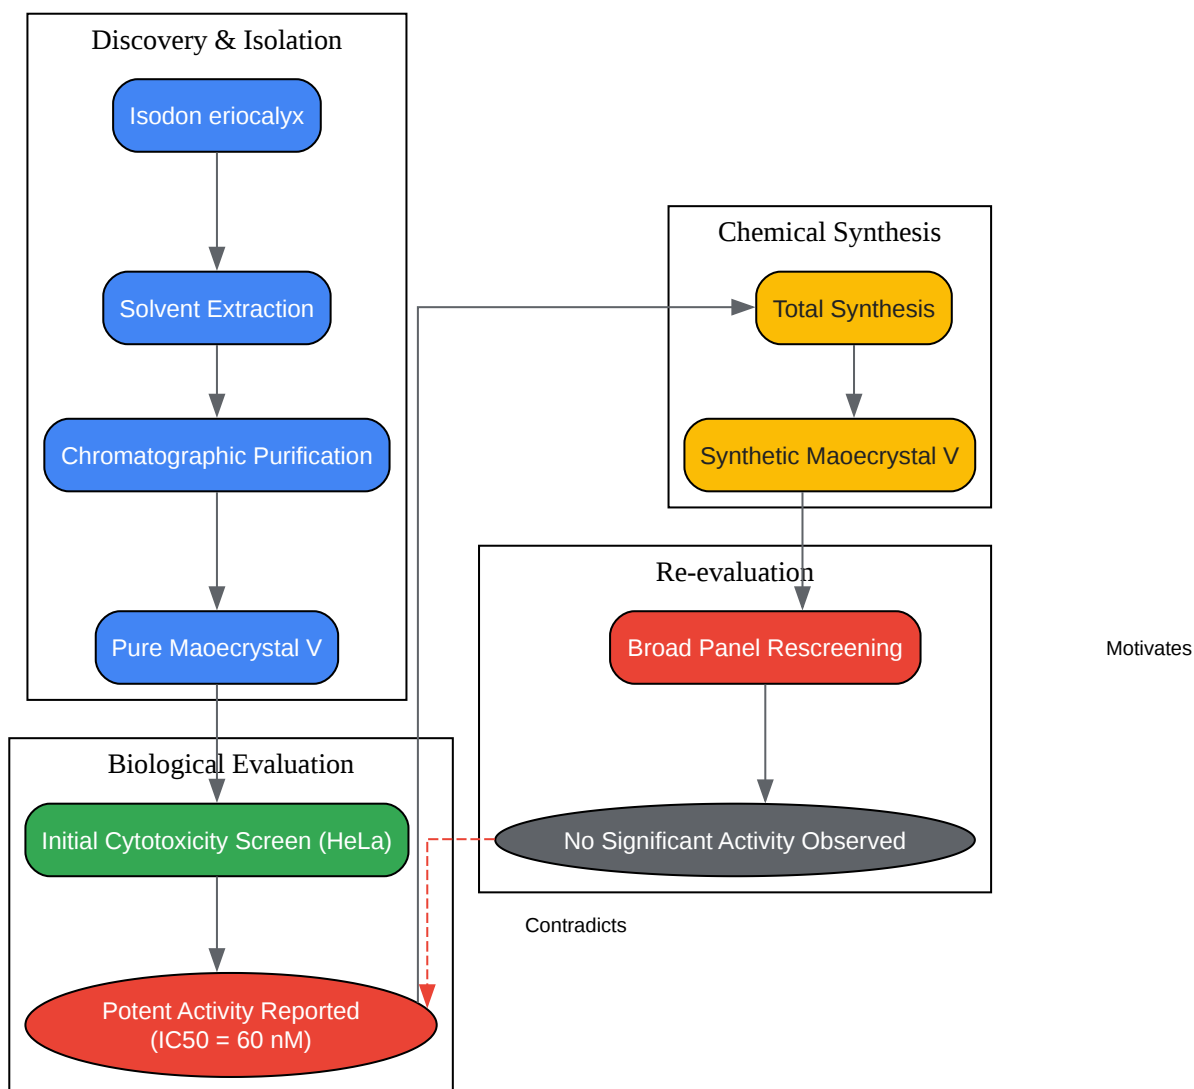 Discovery & Isolation
Isodon eriocalyx
Solvent Extraction
Chromatographic Purification
Pure Maoecrystal V
Biological Evaluation
Initial Cytotoxicity Screen (HeLa)
Potent Activity Reported
(IC50 = 60 nM)
Chemical Synthesis
Total Synthesis
Synthetic Maoecrystal V
Re-evaluation
Broad Panel Rescreening
No Significant Activity Observed
Contradicts
Motivates